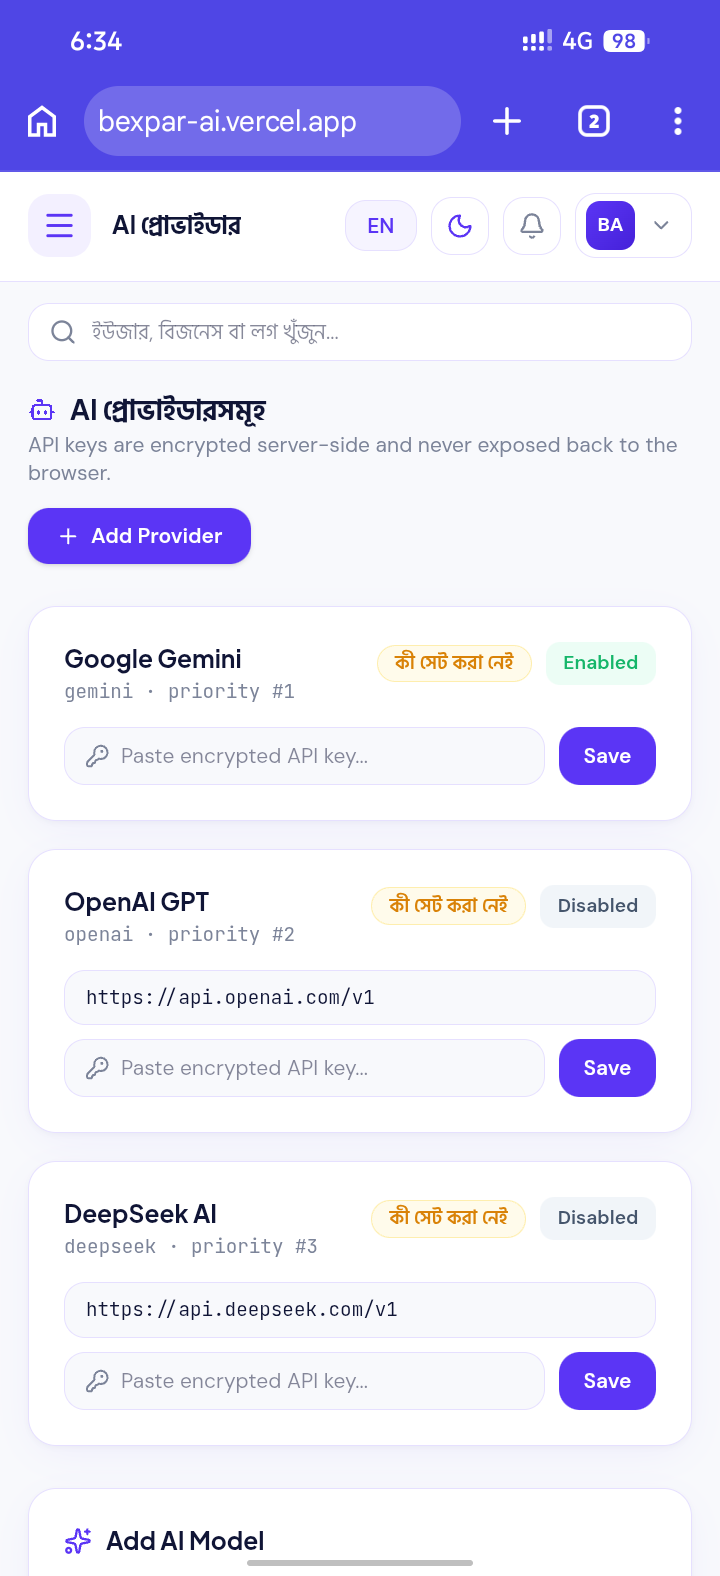 6:34
4G 98
bexpar-ai.vercel.app
2
AI প্রোভাইডার
EN
BA
ইউজার, বিজনেস বা লগ খুঁজুন...
AI প্রোভাইডারসমূহ
API keys are encrypted server-side and never exposed back to the
browser.
+ Add Provider
Google Gemini
কী সেট করা নেই
Enabled
gemini · priority #1
Paste encrypted API key...
Save
OpenAI GPT
কী সেট করা নেই
Disabled
openai · priority #2
https://api.openai.com/v1
Paste encrypted API key...
Save
DeepSeek AI
কী সেট করা নেই
Disabled
deepseek · priority #3
https://api.deepseek.com/v1
Paste encrypted API key...
Save
Add AI Model